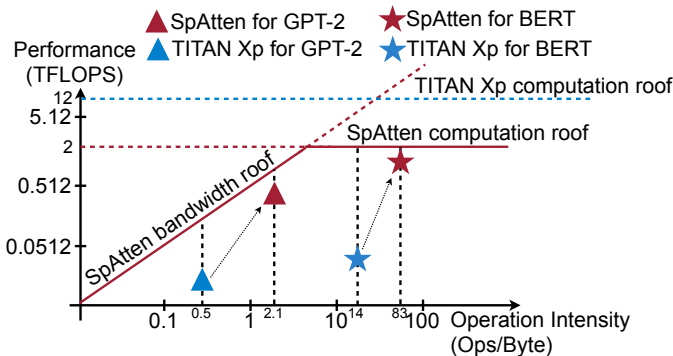 SpAtten for GPT-2
SpAtten for BERT
TITAN Xp for GPT-2
TITAN Xp for BERT
Performance
(TFLOPS)
TITAN Xp computation roof
12
5.12
SpAtten computation roof
2
0.512
SpAtten bandwidth roof
0.0512
0.1
0.5
1
2.1
10
14
83
100
Operation Intensity
(Ops/Byte)